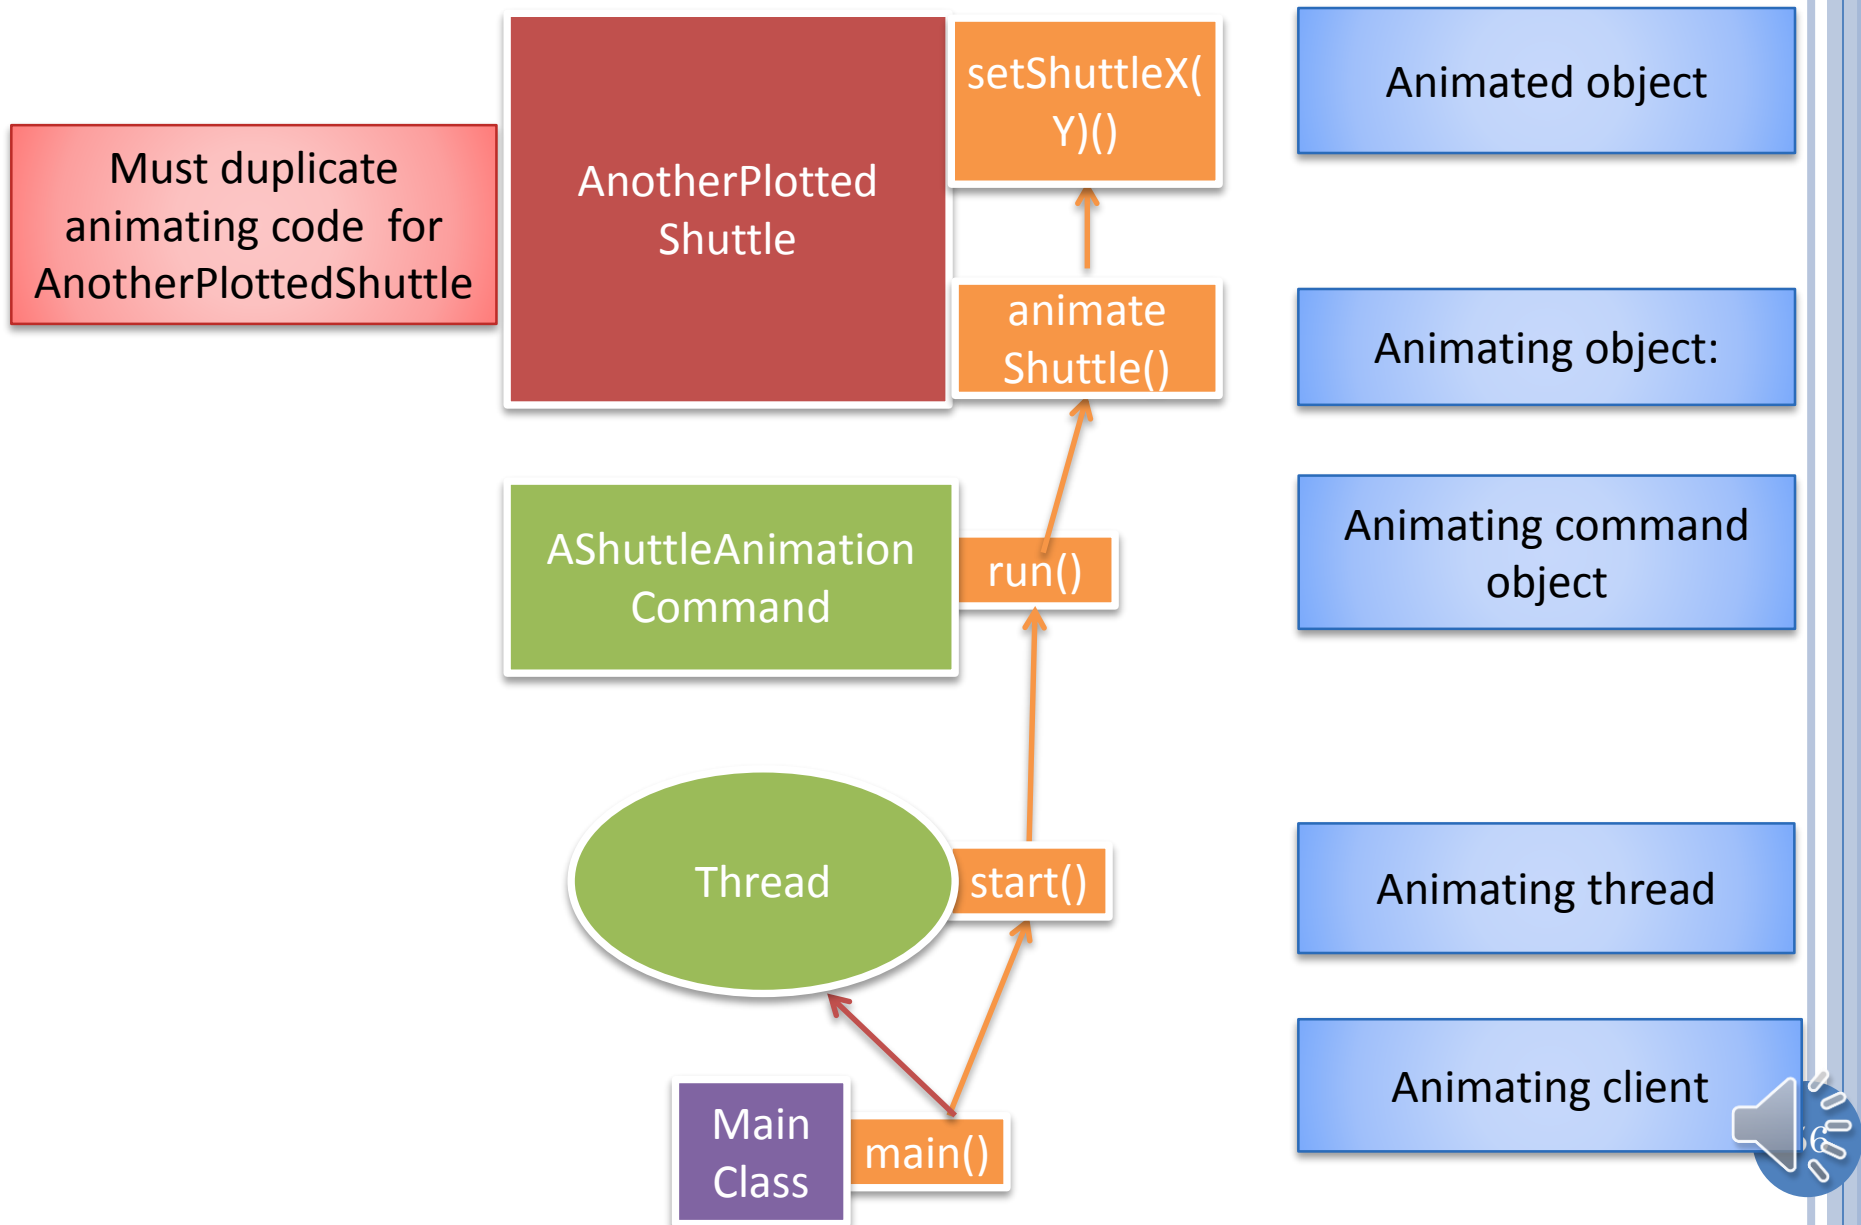 Must duplicate
animating code for
AnotherPlottedShuttle
AnotherPlotted
Shuttle
setShuttleX(
Y)()
animate
Shuttle()
Animated object
Animating object:
AShuttleAnimation
Command
run()
Animating command
object
Thread
start()
Animating thread
Main
Class
main()
Animating client